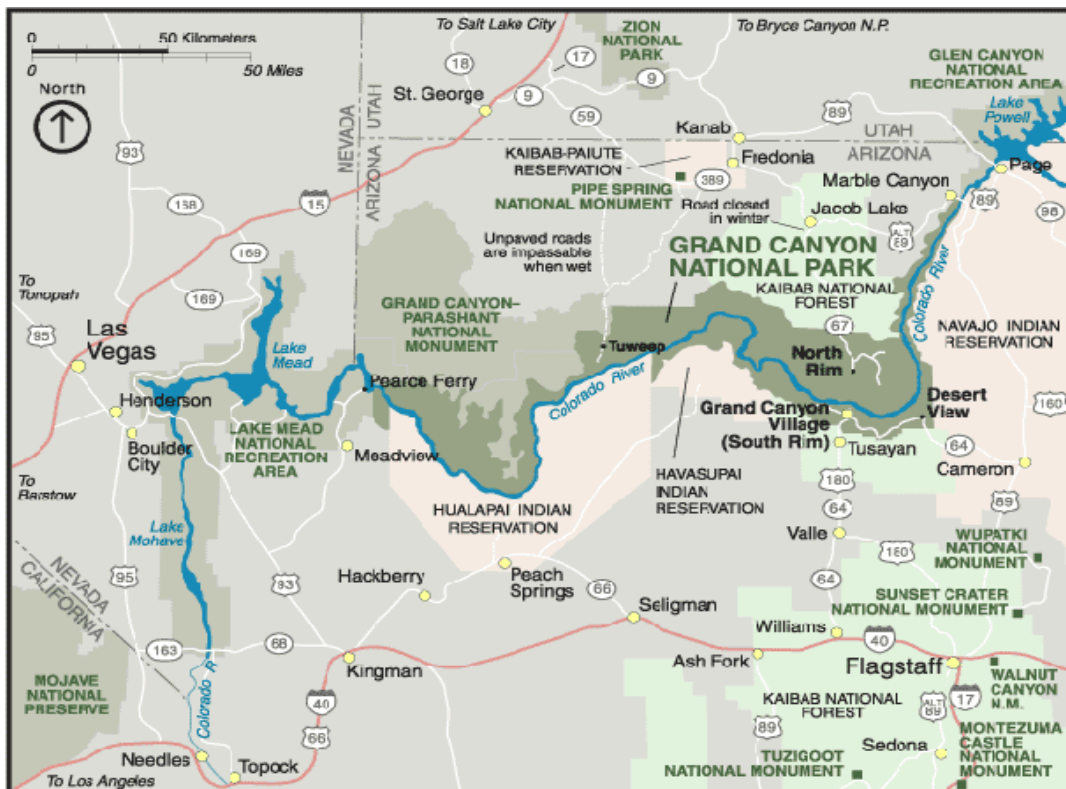 0 50 Kilometers
0 50 Miles
North
To Salt Lake City
To Bryce Canyon N.P.
ZION
NATIONAL
PARK
GLEN CANYON
NATIONAL
RECREATION AREA
Lake
Powell
18
17
9
9
59
89
St. George
Kanab
UTAH
ARIZONA
NEVADA
ARIZONA
UTAH
93
KAIBAB-PAIUTE
RESERVATION
Fredonia
Page
389
PIPE SPRING
NATIONAL MONUMENT
Marble Canyon
89
98
Road closed
in winter
Jacob Lake
ALT
89
168
15
169
169
Unpaved roads
are impassable
when wet
GRAND CANYON
NATIONAL PARK
KAIBAB NATIONAL
FOREST
Colorado River
To
Tonopah
95
Las
Vegas
Lake
Mead
GRAND CANYON–
PARASHANT
NATIONAL
MONUMENT
67
NAVAJO INDIAN
RESERVATION
Tuweep
North
Rim
Pearce Ferry
Colorado River
Henderson
Boulder
City
LAKE MEAD
NATIONAL
RECREATION
AREA
Meadview
Grand Canyon
Village
(South Rim)
Desert
View
160
Tusayan
64
Cameron
To
Barstow
HAVASUPAI
INDIAN
RESERVATION
180
89
HUALAPAI INDIAN
RESERVATION
64
Lake
Mohave
Valle
180
WUPATKI
NATIONAL
MONUMENT
NEVADA
CALIFORNIA
95
93
Hackberry
Peach
Springs
66
64
SUNSET CRATER
NATIONAL MONUMENT
Seligman
Williams
40
163
68
Kingman
Ash Fork
Flagstaff
WALNUT
CANYON
N.M.
MOJAVE
NATIONAL
PRESERVE
Colorado R
40
66
KAIBAB NATIONAL
FOREST
ALT
89
17
89
Sedona
MONTEZUMA
CASTLE
NATIONAL
MONUMENT
Needles
Topock
TUZIGOOT
NATIONAL MONUMENT
To Los Angeles